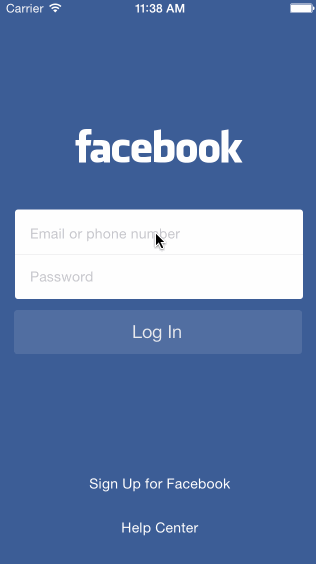 Carrier 11:38 AM
facebook
Email or phone number
Password
Log In
Sign Up for Facebook
Help Center